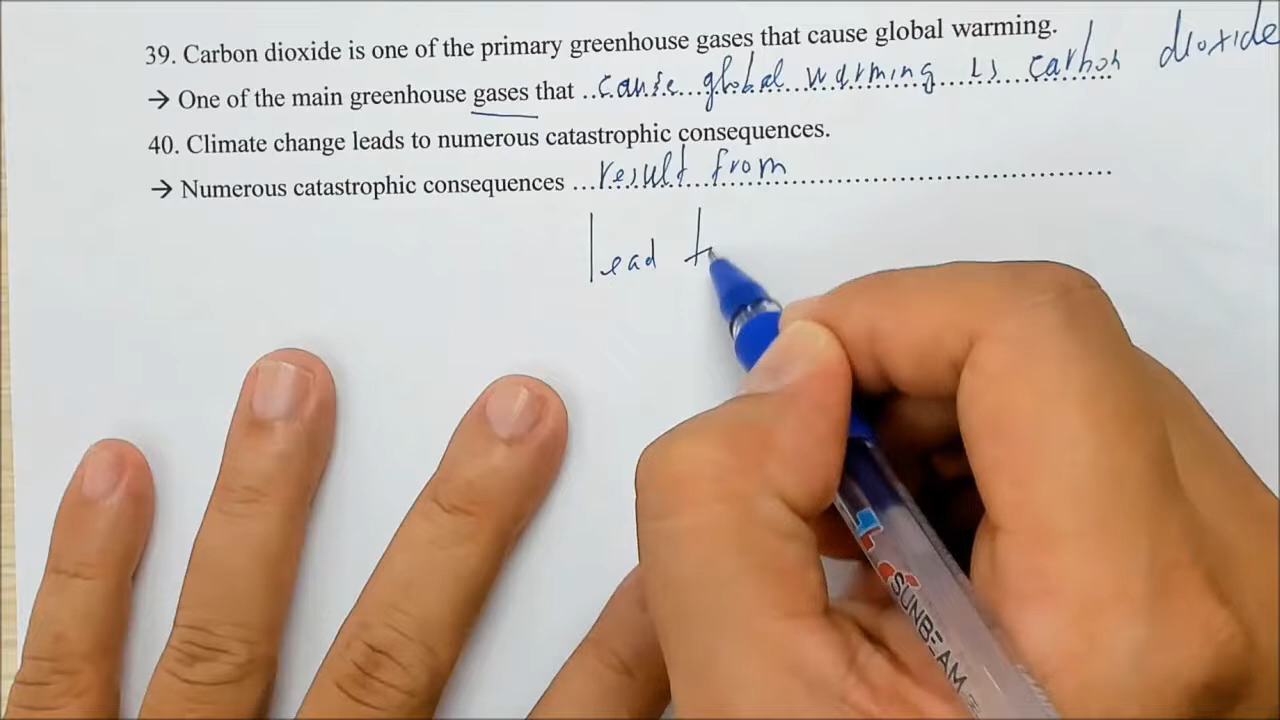 39. Carbon dioxide is one of the primary greenhouse gases that cause global warming.
→ One of the main greenhouse gases that ...cause global warming is carbon dioxide
40. Climate change leads to numerous catastrophic consequences.
→ Numerous catastrophic consequences ...result from...
lead t
SUNBEAM